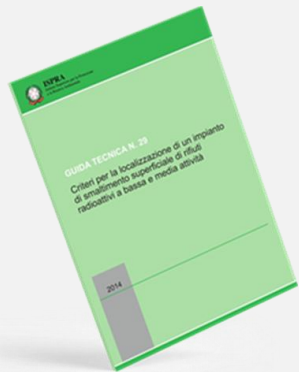 ISPRA
GUIDA TECNICA N. 29
Criteri per la localizzazione di un impianto
di smaltimento superficiale di rifiuti
radioattivi a bassa e media attività
2014